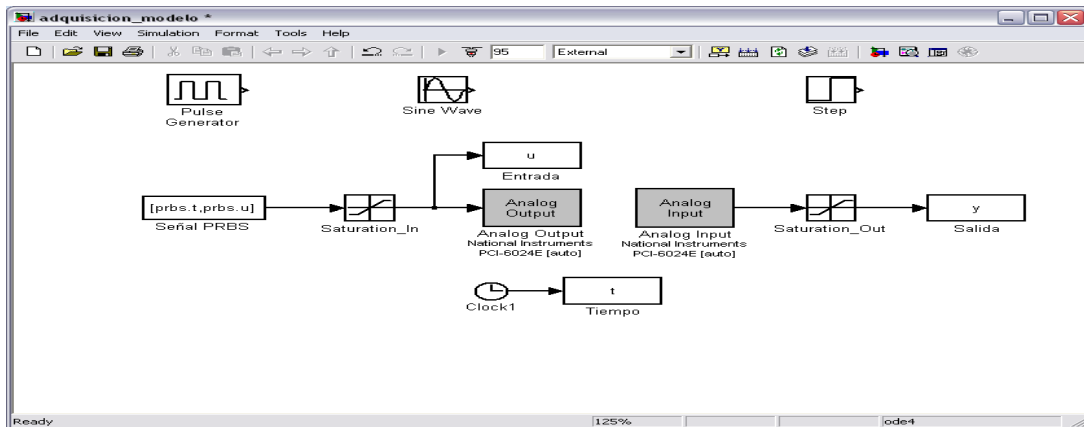 adquisicion_modelo *
File Edit View Simulation Format Tools Help
95
External
Pulse
Generator
Sine Wave
Step
u
Entrada
[prbs.t,prbs.u]
Señal PRBS
Saturation_In
Analog
Output
Analog Output
National Instruments
PCI-6024E [auto]
Analog
Input
Analog Input
National Instruments
PCI-6024E [auto]
Saturation_Out
y
Salida
Clock1
t
Tiempo
Ready
125%
ode4